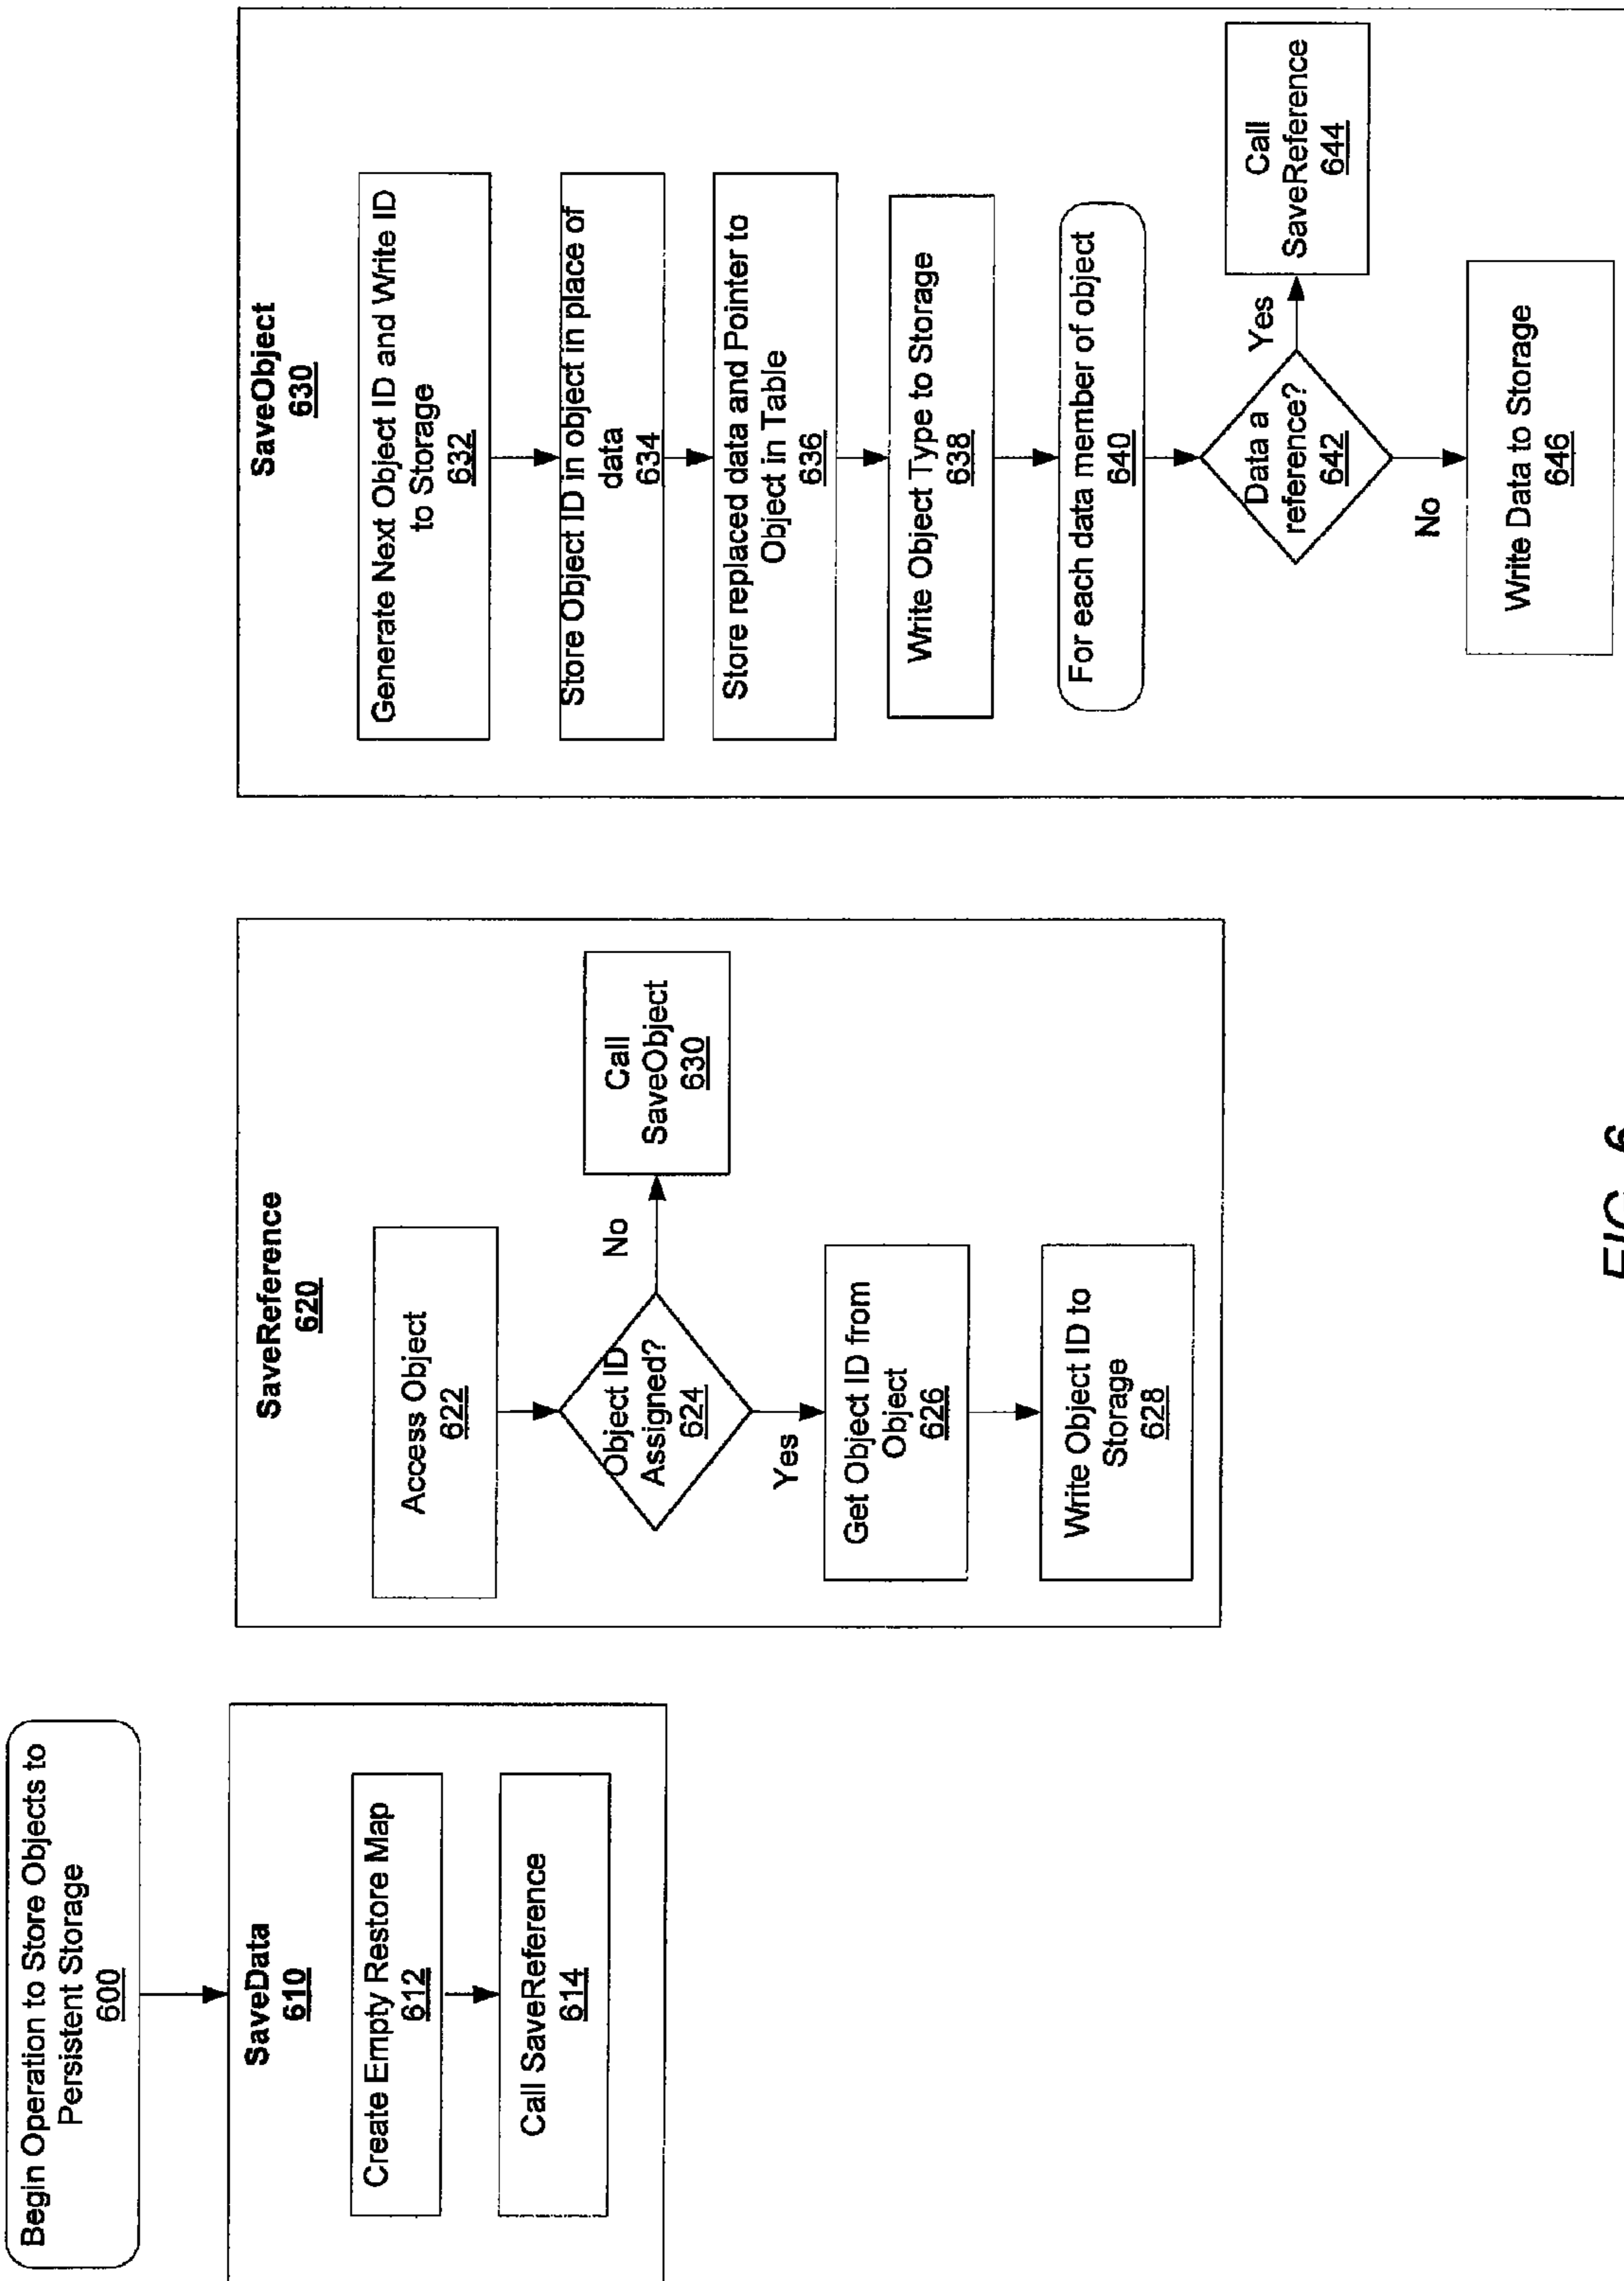 Begin Operation to Store Objects to
Persistent Storage
600
SaveData
610
Create Empty Restore Map
612
Call SaveReference
614
SaveReference
620
Access Object
622
Object ID
Assigned?
624
No
Call
SaveObject
630
Yes
Get Object ID from
Object
626
Write Object ID to
Storage
628
SaveObject
630
Generate Next Object ID and Write ID
to Storage
632
Store Object ID in object in place of
data
634
Store replaced data and Pointer to
Object in Table
636
Write Object Type to Storage
638
For each data member of object
640
Data a
reference?
642
Yes
Call
SaveReference
644
No
Write Data to Storage
646
FIG. 6